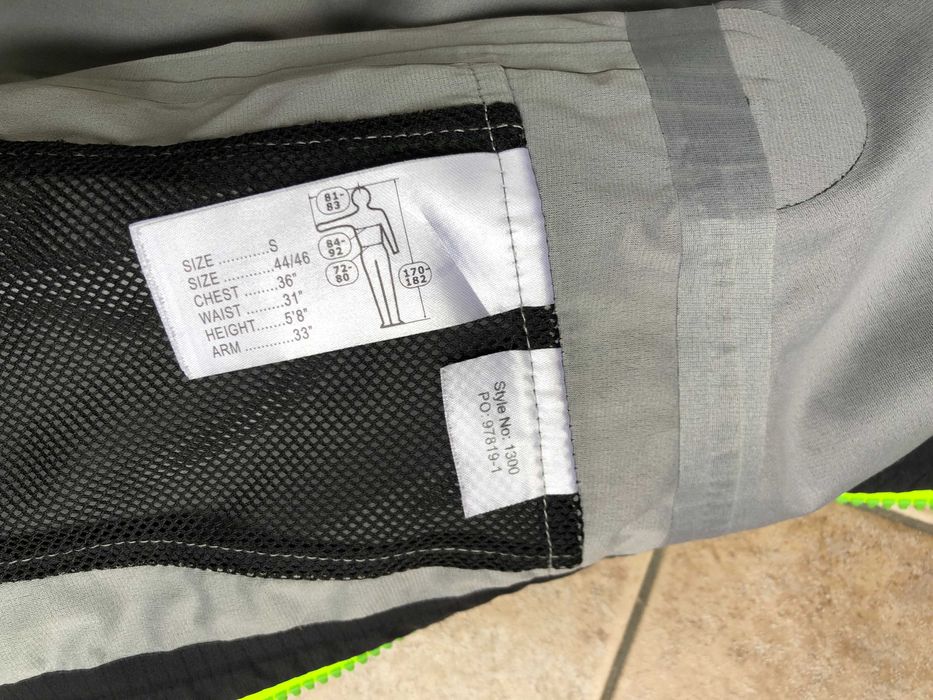 SIZE ...........S
SIZE ...........44/46
CHEST ........36"
WAIST ........31"
HEIGHT.......5'8"
ARM ............33"
81-
83
84-
92
72-
80
170-
182
Style No: 1300
PO:97819-1